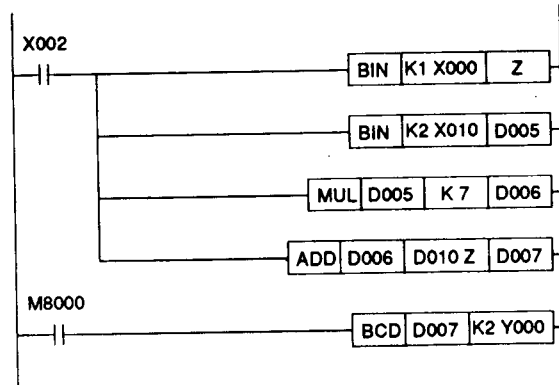 X002
BIN K1 X000 Z
BIN K2 X010 D005
MUL D005 K 7 D006
ADD D006 D010 Z D007
M8000
BCD D007 K2 Y000